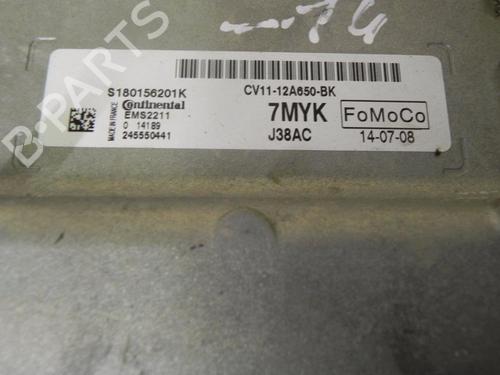 S180156201K
CV11-12A650-BK
Continental
EMS2211
0 14189
245550441
MADE IN FRANCE
7MYK
J38AC
FoMoCo
14-07-08
B-PARTS